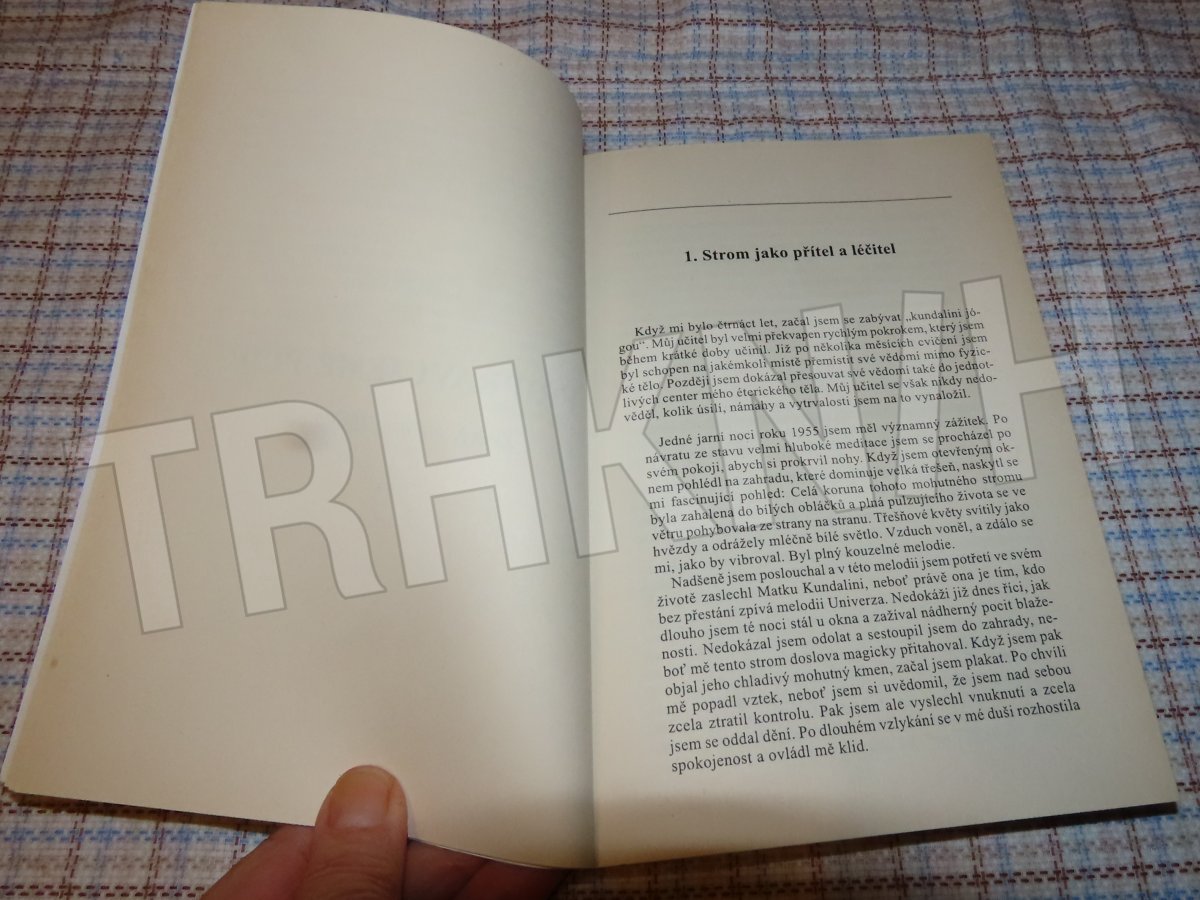 1. Strom jako přítel a léčitel
Když mi bylo čtrnáct let, začal jsem se zabývat „kundalini jó-
gou“. Můj učitel byl velmi překvapen rychlým pokrokem, který jsem
během krátké doby učinil. Již po několika měsících cvičení jsem
byl schopen na jakémkoli místě přemístit své vědomí mimo fyzic-
ké tělo. Později jsem dokázal přesouvat své vědomí také do jednot-
livých center mého éterického těla. Můj učitel se však nikdy nedo-
věděl, kolik úsilí, námahy a vytrvalosti jsem na to vynaložil.
Jedné jarní noci roku 1955 jsem měl významný zážitek. Po
návratu ze stavu velmi hluboké meditace jsem se procházel po
svém pokoji, abych si prokrvil nohy. Když jsem otevřeným ok-
nem pohlédl na zahradu, které dominuje velká třešeň, naskytl se
mi fascinující pohled: Celá koruna tohoto mohutného stromu
byla zahalena do bílých obláčků a plná pulzujícího života se ve
větru pohybovala ze strany na stranu. Třešňové květy svítily jako
hvězdy a odrážely mléčně bílé světlo. Vzduch voněl, a zdálo se
mi, jako by vibroval. Byl plný kouzelné melodie.
Nadšeně jsem poslouchal a v této melodii jsem potřetí ve svém
životě zaslechl Matku Kundalini, neboť právě ona je tím, kdo
bez přestání zpívá melodii Univerza. Nedokáži již dnes říci, jak
dlouho jsem té noci stál u okna a zažíval nádherný pocit blaže-
nosti. Nedokázal jsem odolat a sestoupil jsem do zahrady, ne-
boť mě tento strom doslova magicky přitahoval. Když jsem pak
objal jeho chladivý mohutný kmen, začal jsem plakat. Po chvíli
mě popadl vztek, neboť jsem si uvědomil, že jsem nad sebou
zcela ztratil kontrolu. Pak jsem ale vyslechl vnuknutí a zcela
jsem se oddal dění. Po dlouhém vzlykání se v mé duši rozhostila
spokojenost a ovládl mě klid.
TRHKNIH